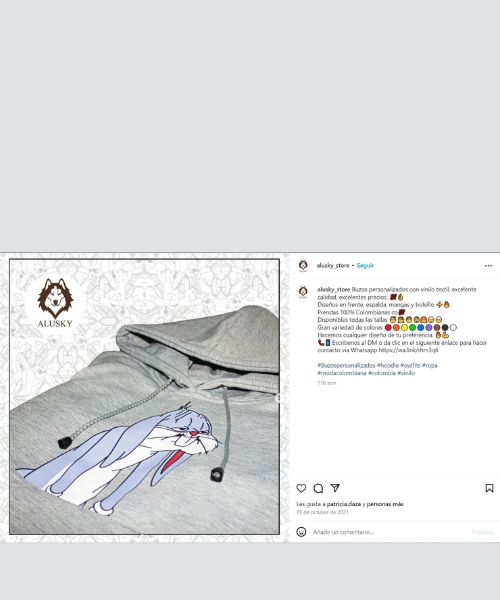 ALUSKY
alusky_store • Seguir
alusky_store Buzos personalizados con vinilo textil, excelente
calidad, excelentes precios.
Diseños en frente, espalda, mangas y bolsillo
Prendas 100% Colombianas co
Disponibles todas las tallas
Gran variedad de colores
Hacemos cualquier diseño de tu preferencia.
Escríbenos al DM o da clic en el siguiente enlace para hacer
contacto vía Whatsapp https://wa.link/rhm3q6
#Buzospersonalizados #hoodie #outfits #ropa
#modacolombiana #colombia #vinilo
116 sem
Les gusta a patricia.daza y personas más
29 de octubre de 2021
Añade un comentario...
Publicar